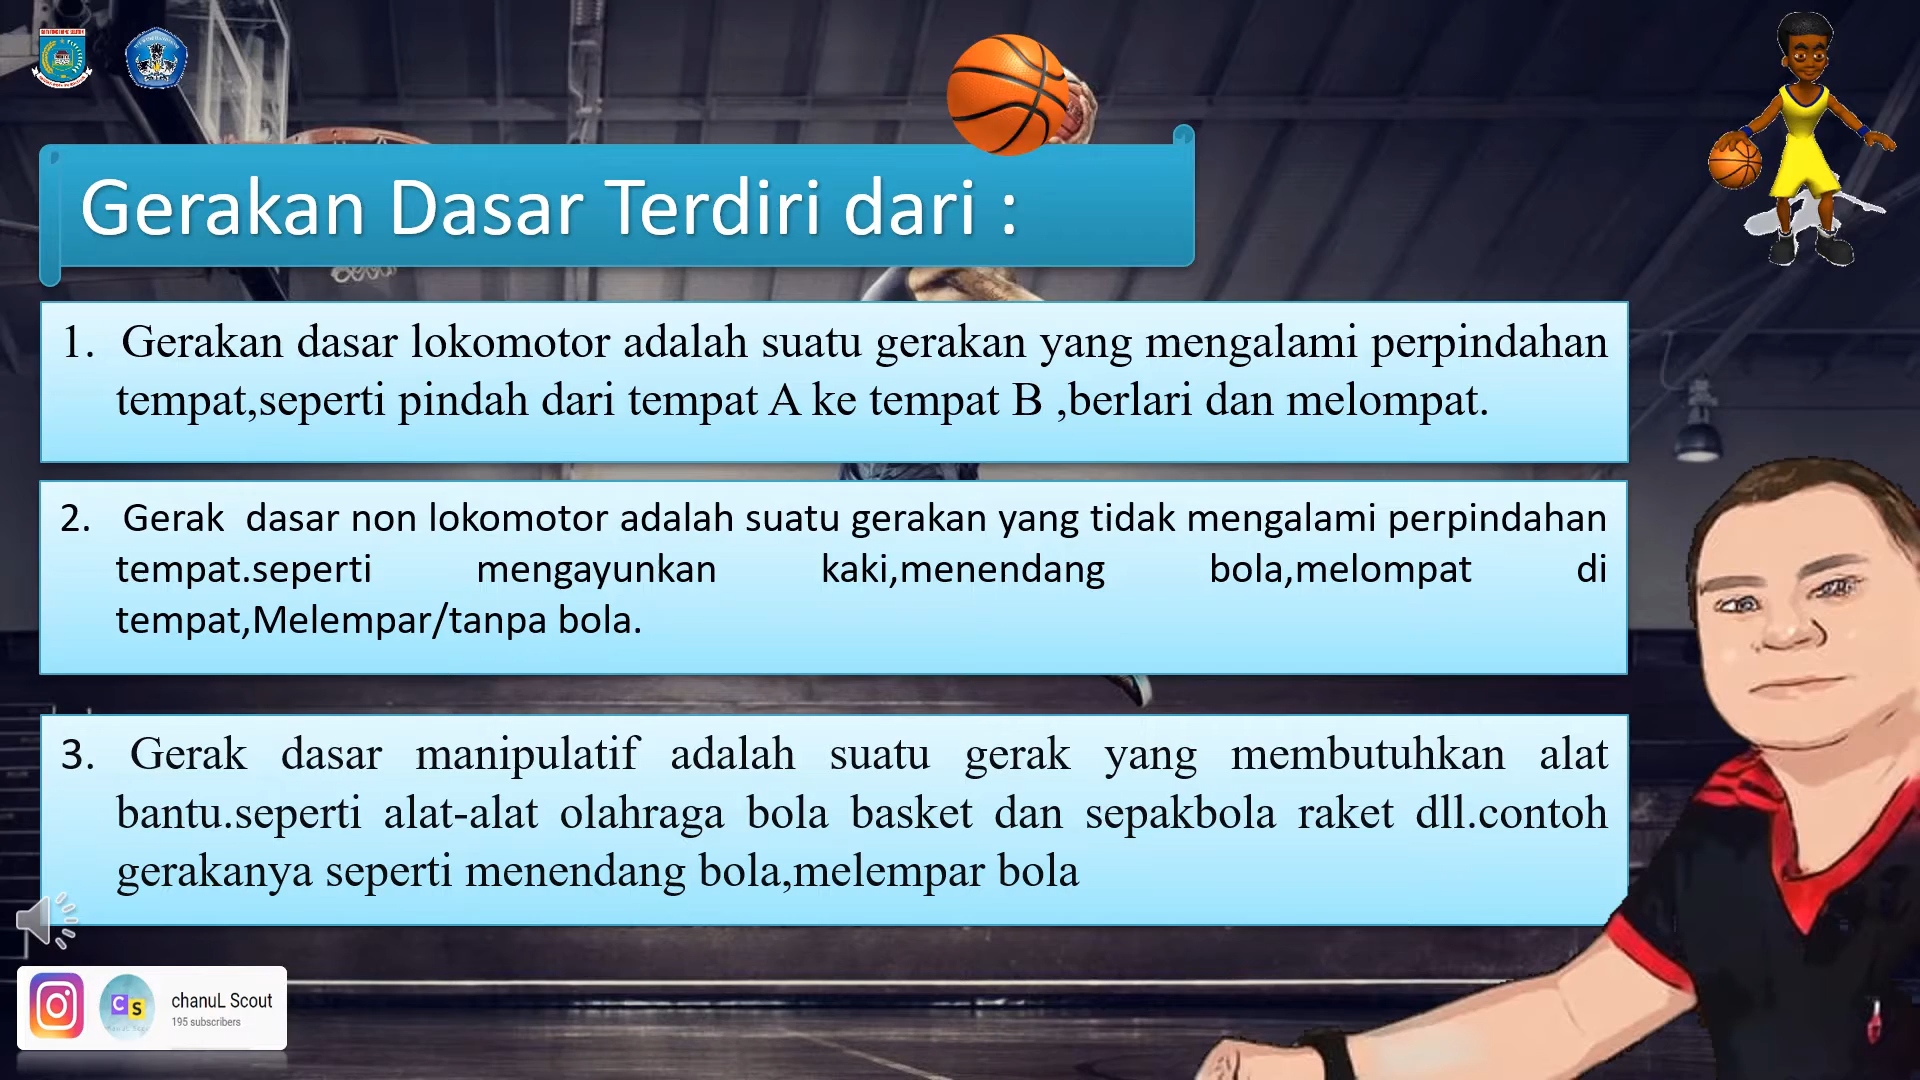 Gerakan Dasar Terdiri dari :
1. Gerakan dasar lokomotor adalah suatu gerakan yang mengalami perpindahan
tempat,seperti pindah dari tempat A ke tempat B ,berlari dan melompat.
2. Gerak dasar non lokomotor adalah suatu gerakan yang tidak mengalami perpindahan
tempat.seperti mengayunkan kaki,menendang bola,melompat di
tempat,Melempar/tanpa bola.
3. Gerak dasar manipulatif adalah suatu gerak yang membutuhkan alat
bantu.seperti alat-alat olahraga bola basket dan sepakbola raket dll.contoh
gerakanya seperti menendang bola,melempar bola
CS
chanuL Scout
195 subscribers